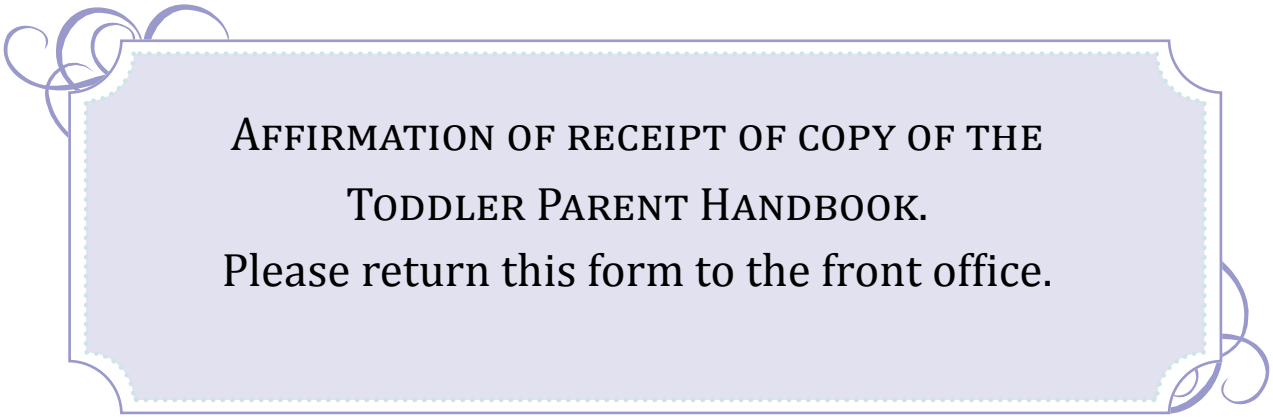 Affirmation of receipt of copy of the
Toddler Parent Handbook.
Please return this form to the front office.